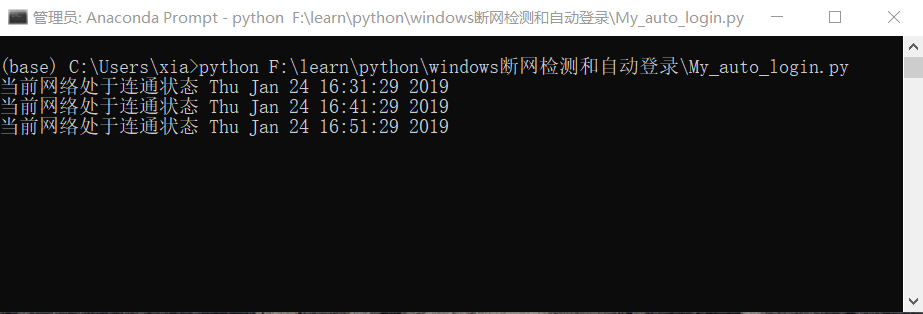 管理员: Anaconda Prompt - python  F:\learn\python\windows断网检测和自动登录\My_auto_login.py
(base) C:\Users\xia>python F:\learn\python\windows断网检测和自动登录\My_auto_login.py
当前网络处于连通状态 Thu Jan 24 16:31:29 2019
当前网络处于连通状态 Thu Jan 24 16:41:29 2019
当前网络处于连通状态 Thu Jan 24 16:51:29 2019